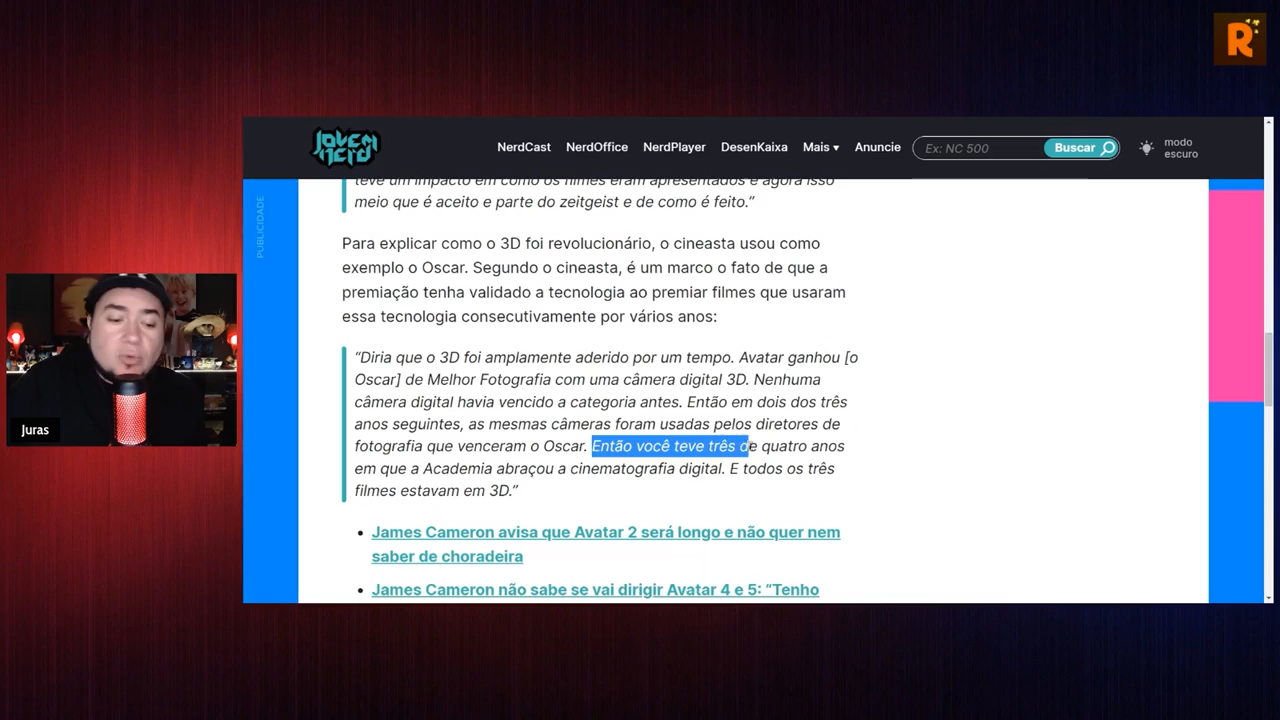 R
JOVEM
NERD
NerdCast NerdOffice NerdPlayer DesenKaixa Mais ▾ Anuncie Ex: NC 500 Buscar modo
escuro
PUBLICIDADE
teve um impacto em como os filmes eram apresentados e agora isso
meio que é aceito e parte do zeitgeist e de como é feito.”
Para explicar como o 3D foi revolucionário, o cineasta usou como
exemplo o Oscar. Segundo o cineasta, é um marco o fato de que a
premiação tenha validado a tecnologia ao premiar filmes que usaram
essa tecnologia consecutivamente por vários anos:
“Diria que o 3D foi amplamente aderido por um tempo. Avatar ganhou [o
Oscar] de Melhor Fotografia com uma câmera digital 3D. Nenhuma
câmera digital havia vencido a categoria antes. Então em dois dos três
anos seguintes, as mesmas câmeras foram usadas pelos diretores de
fotografia que venceram o Oscar. Então você teve três de quatro anos
em que a Academia abraçou a cinematografia digital. E todos os três
filmes estavam em 3D.”
• James Cameron avisa que Avatar 2 será longo e não quer nem
saber de choradeira
• James Cameron não sabe se vai dirigir Avatar 4 e 5: “Tenho
Juras